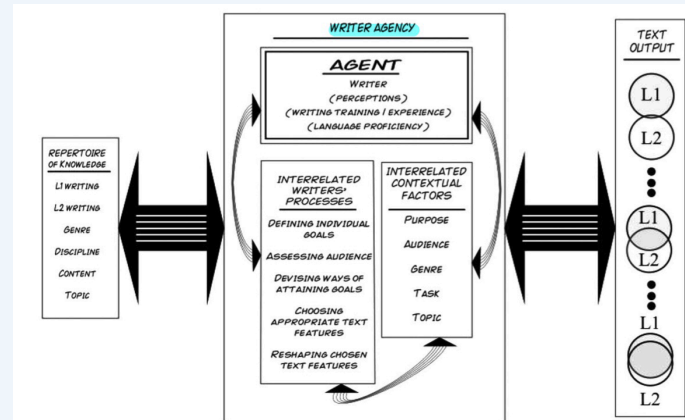 WRITER AGENCY
AGENT
WRITER
(PERCEPTIONS)
(WRITING TRAINING / EXPERIENCE)
(LANGUAGE PROFICIENCY)
REPERTOIRE
OF KNOWLEDGE
L1 WRITING
L2 WRITING
GENRE
DISCIPLINE
CONTENT
TOPIC
INTERRELATED
WRITERS'
PROCESSES
DEFINING INDIVIDUAL
GOALS
ASSESSING AUDIENCE
DEVISING WAYS OF
ATTAINING GOALS
CHOOSING
APPROPRIATE TEXT
FEATURES
RESHAPING CHOSEN
TEXT FEATURES
INTERRELATED
CONTEXTUAL
FACTORS
PURPOSE
AUDIENCE
GENRE
TASK
TOPIC
TEXT
OUTPUT
L1
L2
L1
L2
L1
L2